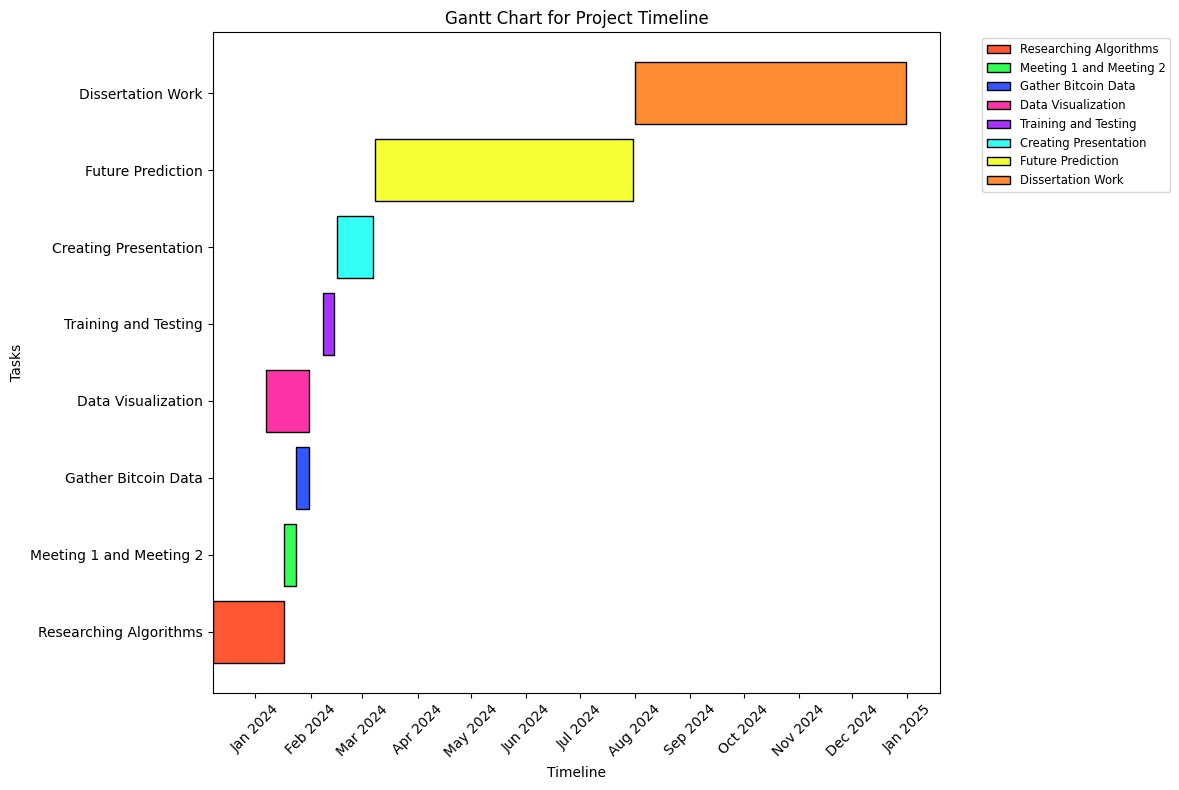 Gantt Chart for Project Timeline
Researching Algorithms
Meeting 1 and Meeting 2
Gather Bitcoin Data
Data Visualization
Training and Testing
Creating Presentation
Future Prediction
Dissertation Work
Tasks
Dissertation Work
Future Prediction
Creating Presentation
Training and Testing
Data Visualization
Gather Bitcoin Data
Meeting 1 and Meeting 2
Researching Algorithms
Jan 2024
Feb 2024
Mar 2024
Apr 2024
May 2024
Jun 2024
Jul 2024
Aug 2024
Sep 2024
Oct 2024
Nov 2024
Dec 2024
Jan 2025
Timeline